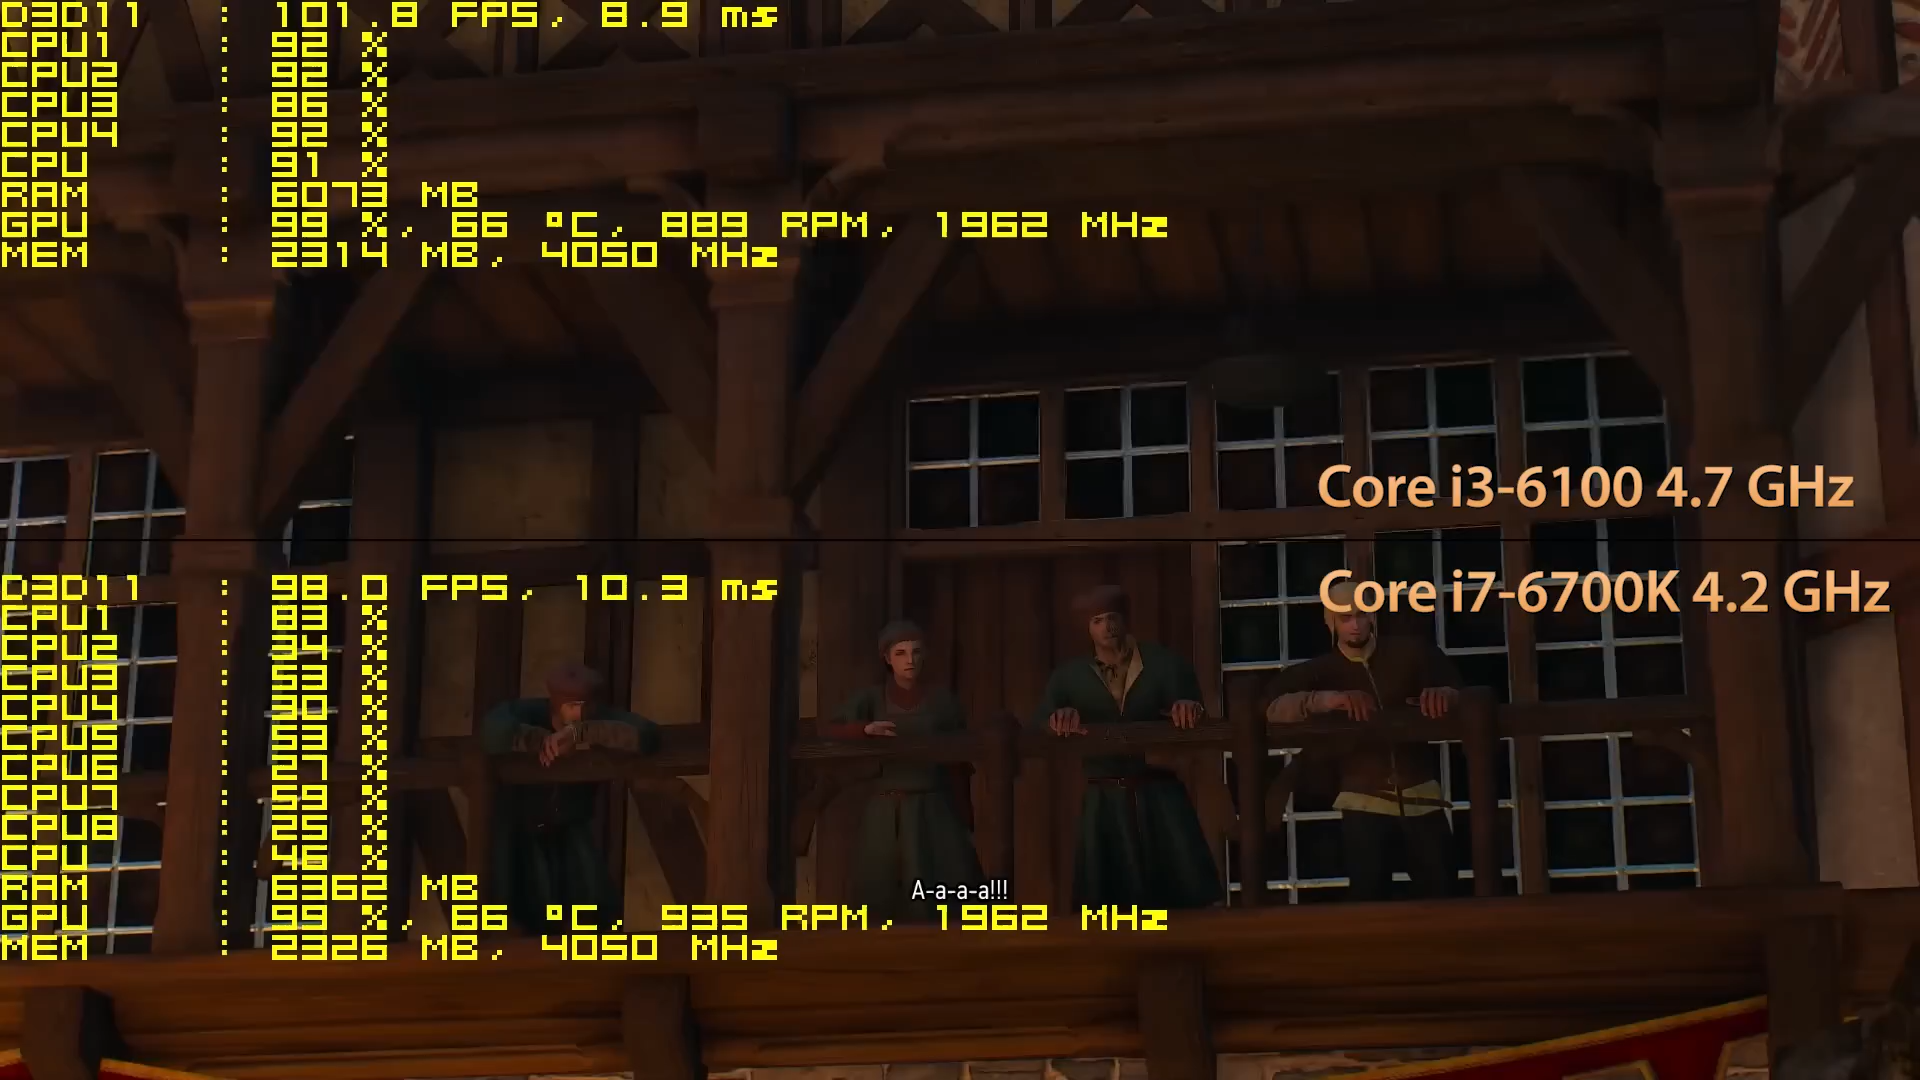 D3D11 : 101.8 FPS, 8.9 ms
CPU1 : 92 %
CPU2 : 92 %
CPU3 : 86 %
CPU4 : 92 %
CPU : 91 %
RAM : 6073 MB
GPU : 99 %, 66 °C, 889 RPM, 1962 MHz
MEM : 2314 MB, 4050 MHz
Core i3-6100 4.7 GHz
Core i7-6700K 4.2 GHz
D3D11 : 98.0 FPS, 10.3 ms
CPU1 : 83 %
CPU2 : 34 %
CPU3 : 53 %
CPU4 : 30 %
CPU5 : 53 %
CPU6 : 27 %
CPU7 : 59 %
CPU8 : 25 %
CPU : 46 %
RAM : 6362 MB
A-a-a-a!!!
GPU : 99 %, 66 °C, 935 RPM, 1962 MHz
MEM : 2326 MB, 4050 MHz